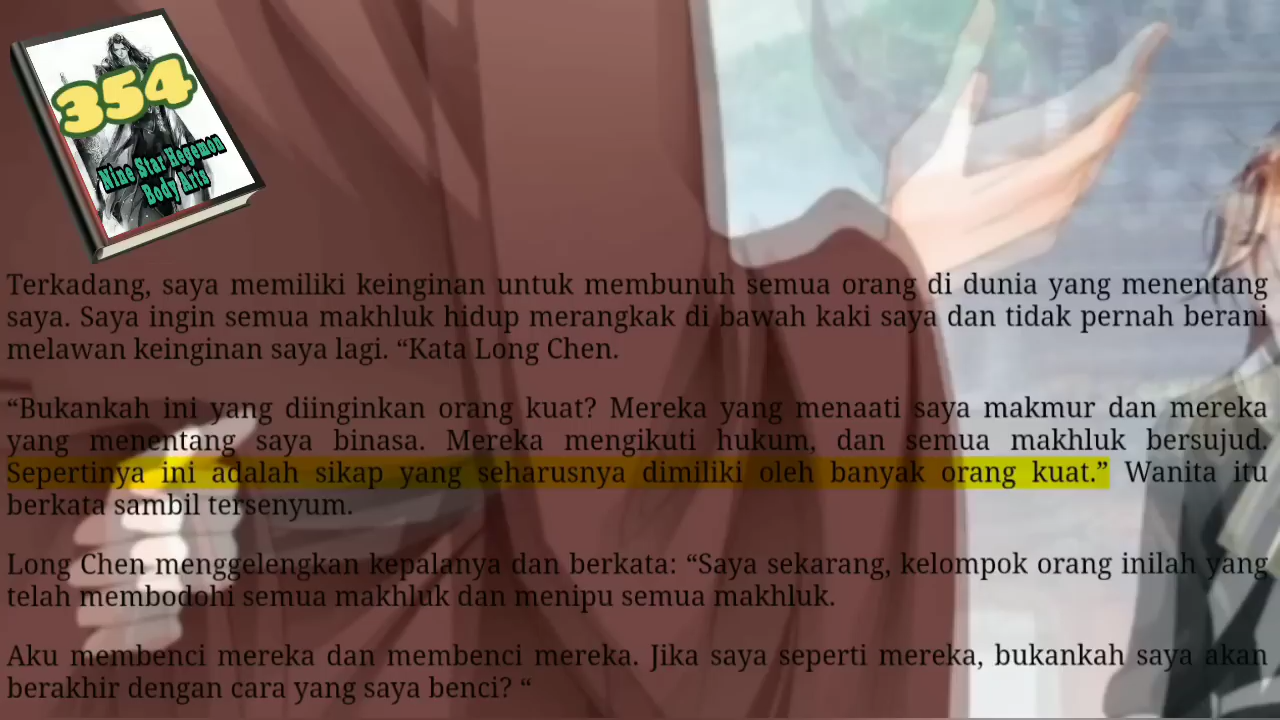 354
Nine Star Hegemon
Body Arts
Terkadang, saya memiliki keinginan untuk membunuh semua orang di dunia yang menentang
saya. Saya ingin semua makhluk hidup merangkak di bawah kaki saya dan tidak pernah berani
melawan keinginan saya lagi. “Kata Long Chen.
“Bukankah ini yang diinginkan orang kuat? Mereka yang menaati saya makmur dan mereka
yang menentang saya binasa. Mereka mengikuti hukum, dan semua makhluk bersujud.
Sepertinya ini adalah sikap yang seharusnya dimiliki oleh banyak orang kuat.” Wanita itu
berkata sambil tersenyum.
Long Chen menggelengkan kepalanya dan berkata: “Saya sekarang, kelompok orang inilah yang
telah membodohi semua makhluk dan menipu semua makhluk.
Aku membenci mereka dan membenci mereka. Jika saya seperti mereka, bukankah saya akan
berakhir dengan cara yang saya benci? “